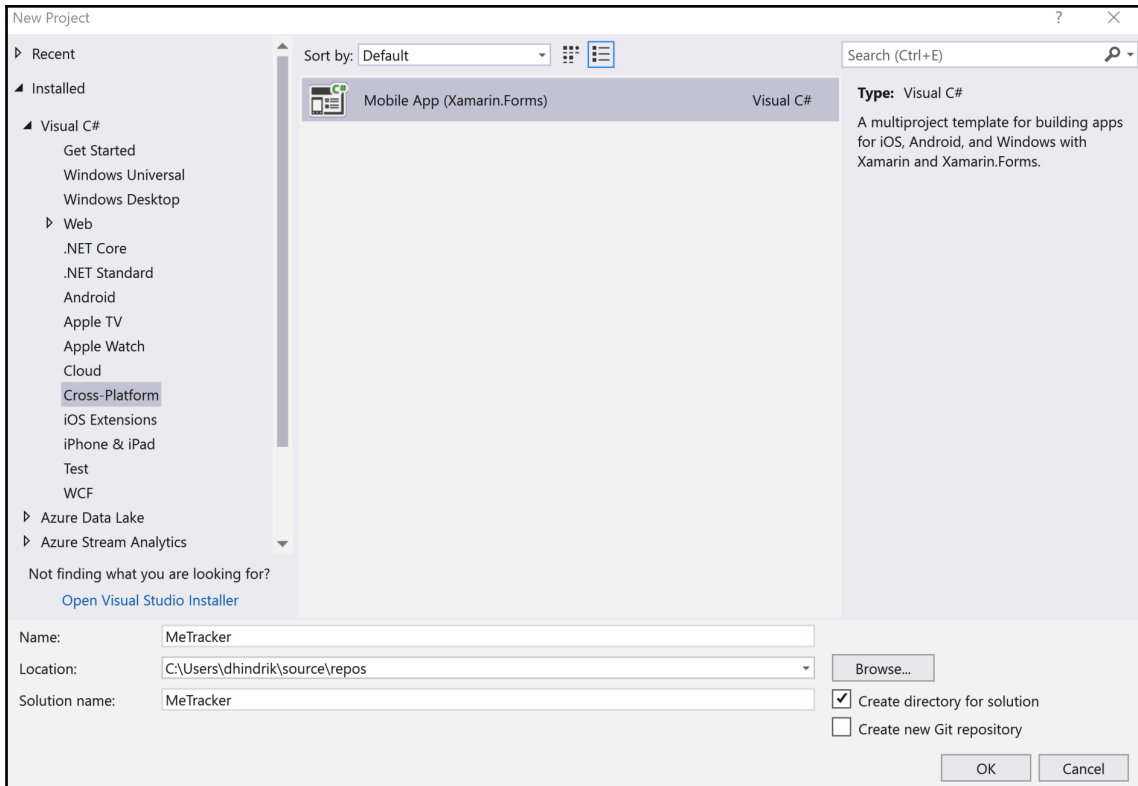 New Project
?
Recent
Installed
Visual C#
Get Started
Windows Universal
Windows Desktop
Web
.NET Core
.NET Standard
Android
Apple TV
Apple Watch
Cloud
Cross-Platform
iOS Extensions
iPhone & iPad
Test
WCF
Azure Data Lake
Azure Stream Analytics
Not finding what you are looking for?
Open Visual Studio Installer
Sort by: Default
C#
Mobile App (Xamarin.Forms) Visual C#
Search (Ctrl+E)
Type: Visual C#
A multiproject template for building apps
for iOS, Android, and Windows with
Xamarin and Xamarin.Forms.
Name: MeTracker
Location: C:\Users\dhindrik\source\repos
Browse...
Solution name: MeTracker
Create directory for solution
Create new Git repository
OK Cancel